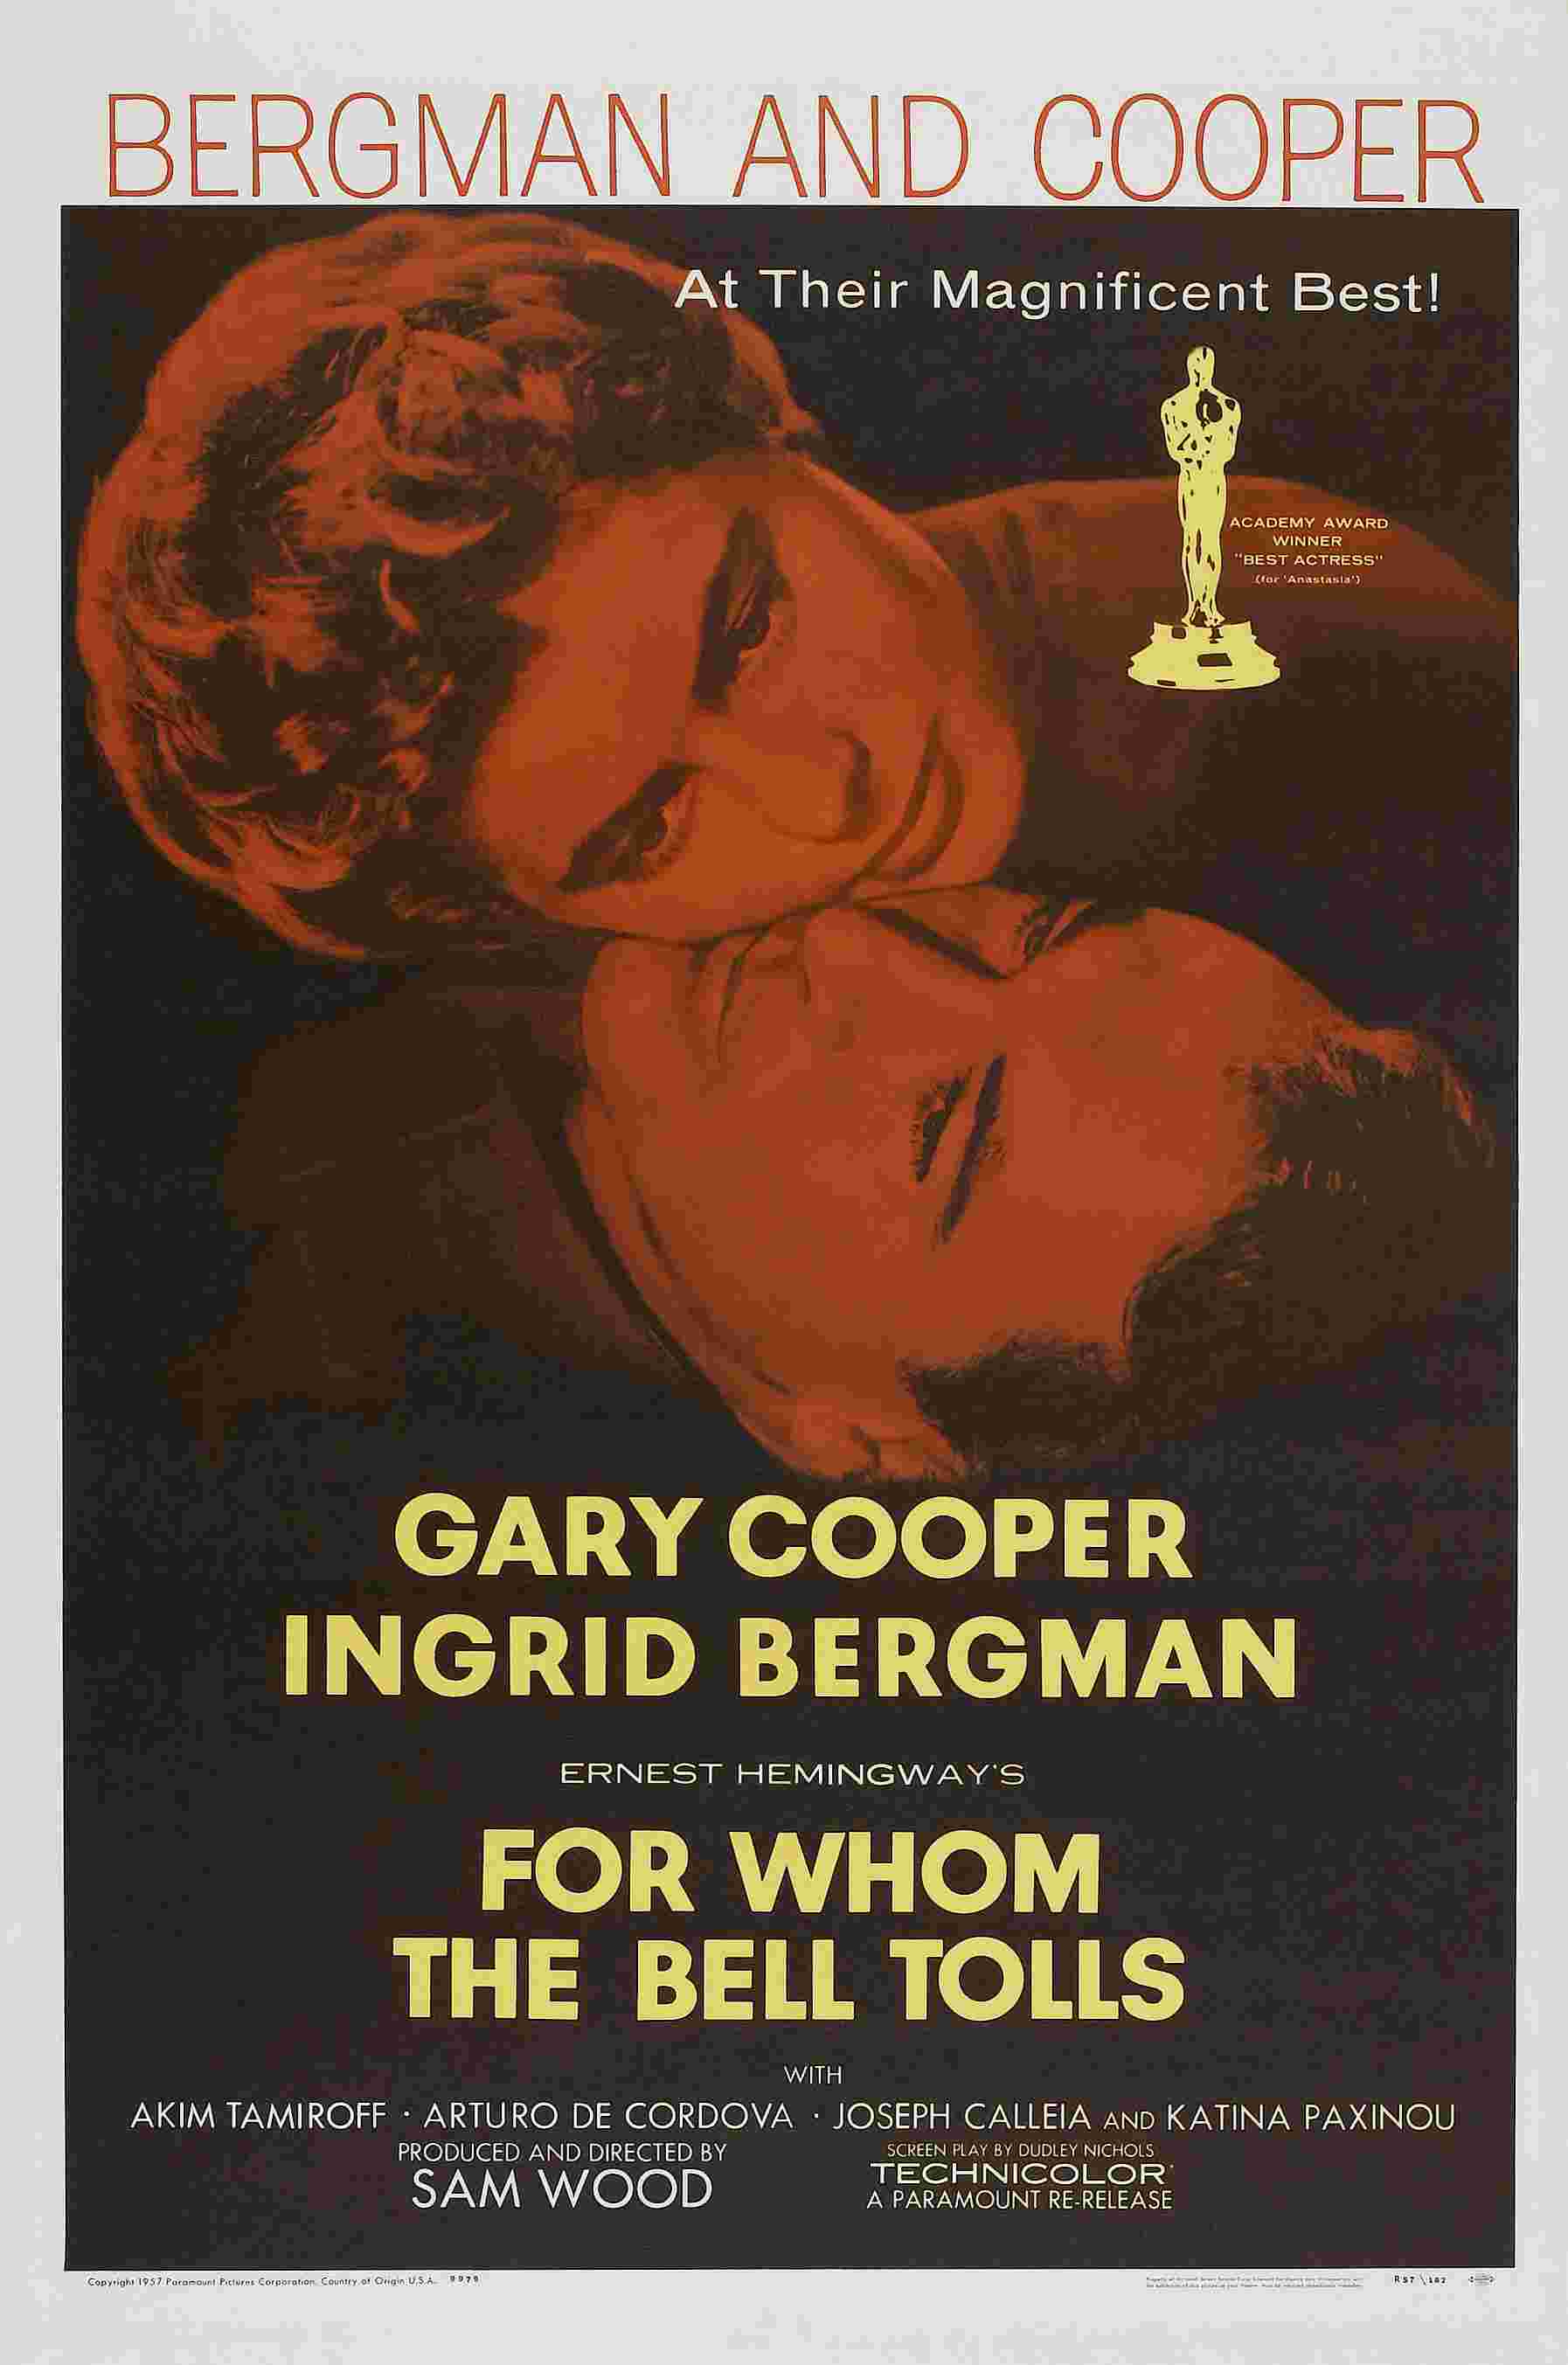 BERGMAN AND COOPER
At Their Magnificent Best!
ACADEMY AWARD
WINNER
"BEST ACTRESS"
(for 'Anastasia')
GARY COOPER
INGRID BERGMAN
ERNEST HEMINGWAY'S
FOR WHOM
THE BELL TOLLS
WITH
AKIM TAMIROFF · ARTURO DE CORDOVA · JOSEPH CALLEIA AND KATINA PAXINOU
PRODUCED AND DIRECTED BY
SAM WOOD
SCREEN PLAY BY DUDLEY NICHOLS
TECHNICOLOR
A PARAMOUNT RE-RELEASE
Copyright 1957 Paramount Pictures Corporation. Country of Origin U.S.A.
R57\182